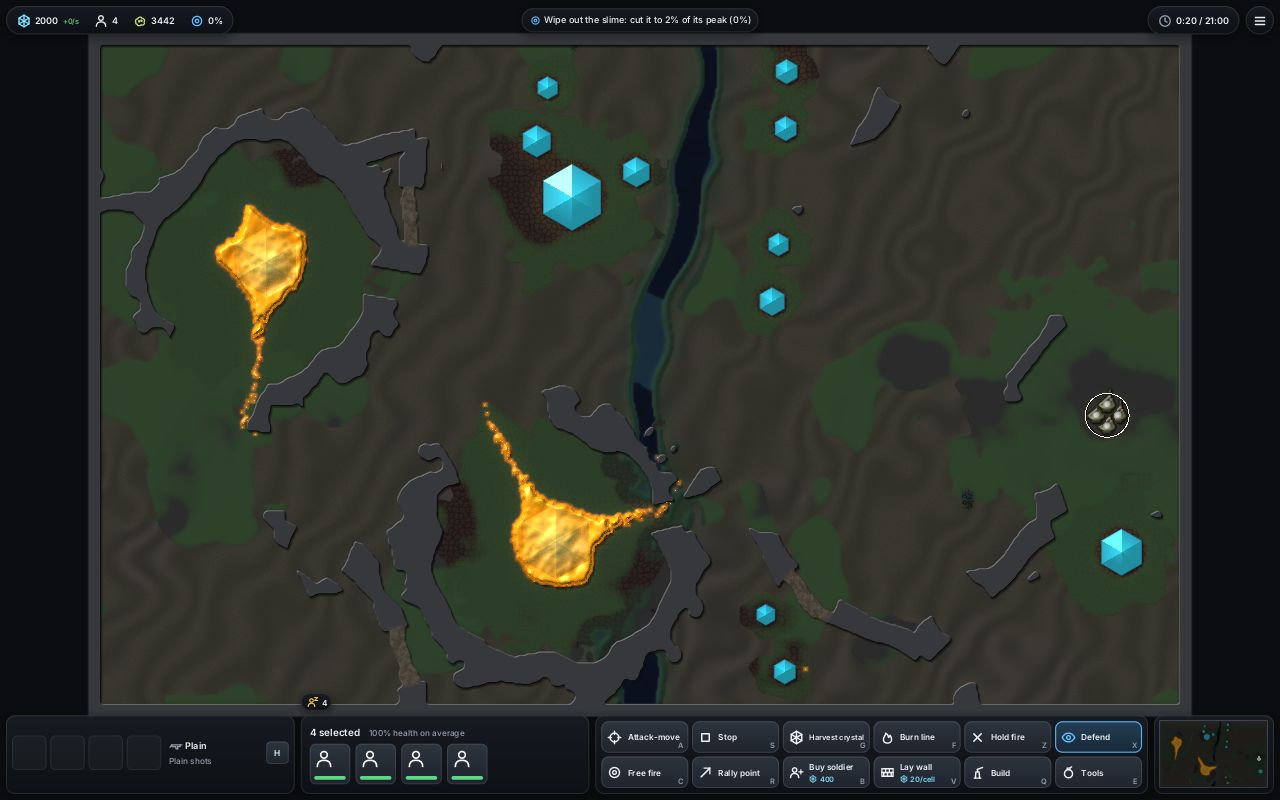 2000 +0/s 4 3442 0%
Wipe out the slime: cut it to 2% of its peak (0%)
0:20 / 21:00
4
Plain
Plain shots
H
4 selected 100% health on average
Attack-move A
Stop S
Harvest crystal G
Burn line F
Hold fire Z
Defend X
Free fire C
Rally point R
Buy soldier 400 B
Lay wall 20/cell V
Build Q
Tools E